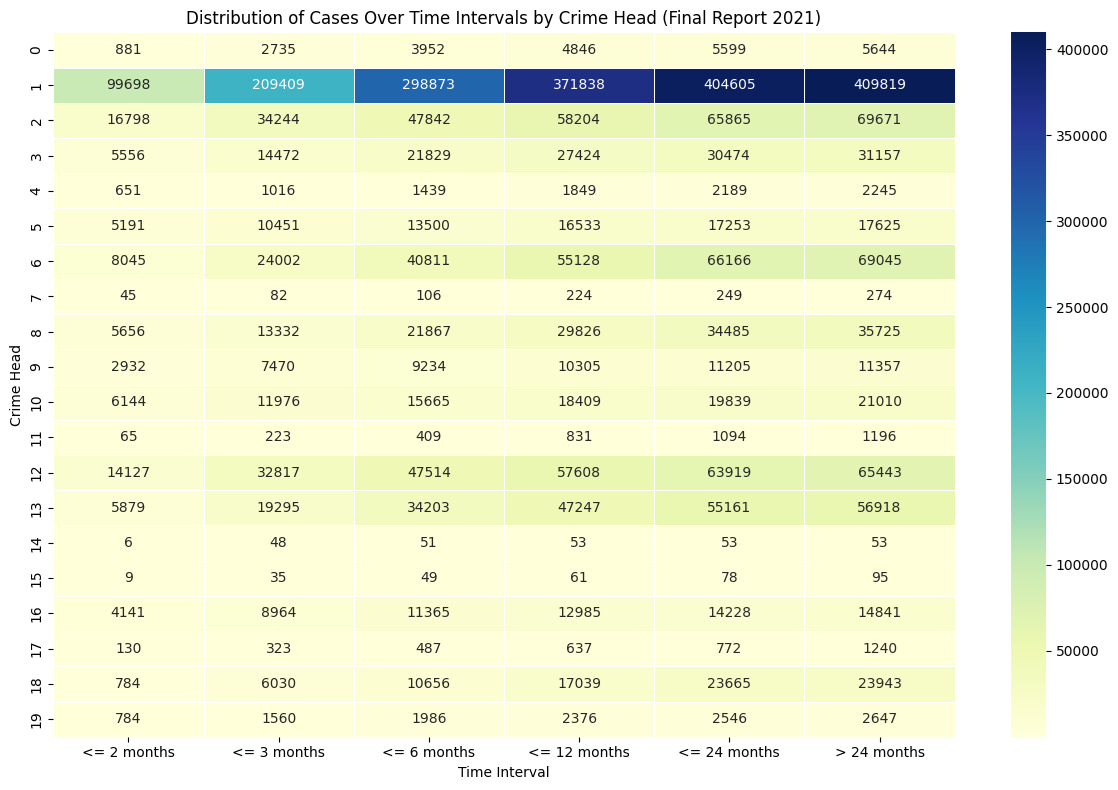 Distribution of Cases Over Time Intervals by Crime Head (Final Report 2021)
0 881 2735 3952 4846 5599 5644
1 99698 209409 298873 371838 404605 409819
2 16798 34244 47842 58204 65865 69671
3 5556 14472 21829 27424 30474 31157
4 651 1016 1439 1849 2189 2245
5 5191 10451 13500 16533 17253 17625
6 8045 24002 40811 55128 66166 69045
7 45 82 106 224 249 274
8 5656 13332 21867 29826 34485 35725
9 2932 7470 9234 10305 11205 11357
10 6144 11976 15665 18409 19839 21010
11 65 223 409 831 1094 1196
12 14127 32817 47514 57608 63919 65443
13 5879 19295 34203 47247 55161 56918
14 6 48 51 53 53 53
15 9 35 49 61 78 95
16 4141 8964 11365 12985 14228 14841
17 130 323 487 637 772 1240
18 784 6030 10656 17039 23665 23943
19 784 1560 1986 2376 2546 2647
<= 2 months <= 3 months <= 6 months <= 12 months <= 24 months > 24 months
Time Interval
Crime Head
400000
350000
300000
250000
200000
150000
100000
50000